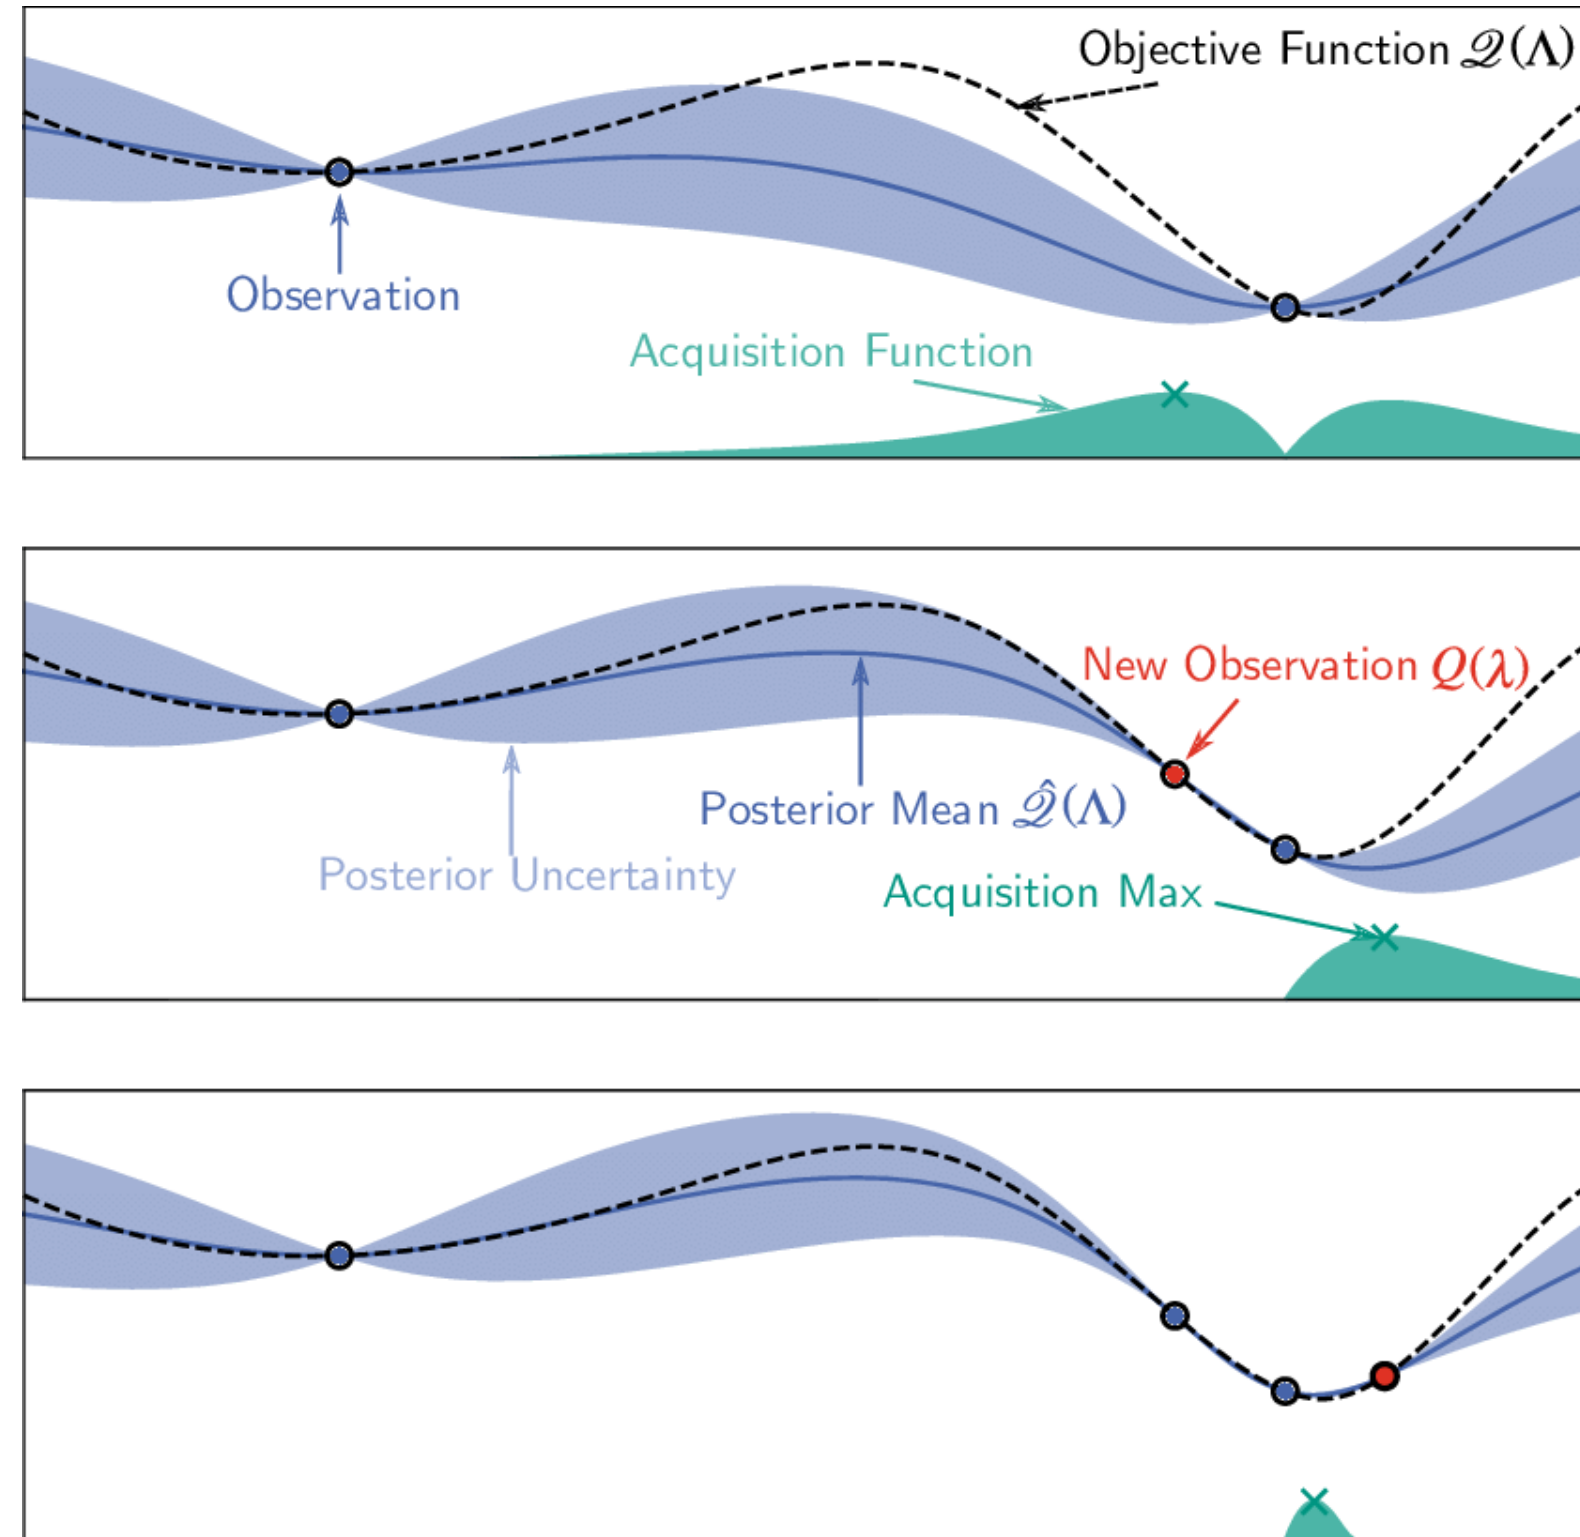 Objective Function 𝒬(Λ)
Observation
Acquisition Function
New Observation Q(λ)
Posterior Mean 𝒬̂(Λ)
Posterior Uncertainty
Acquisition Max